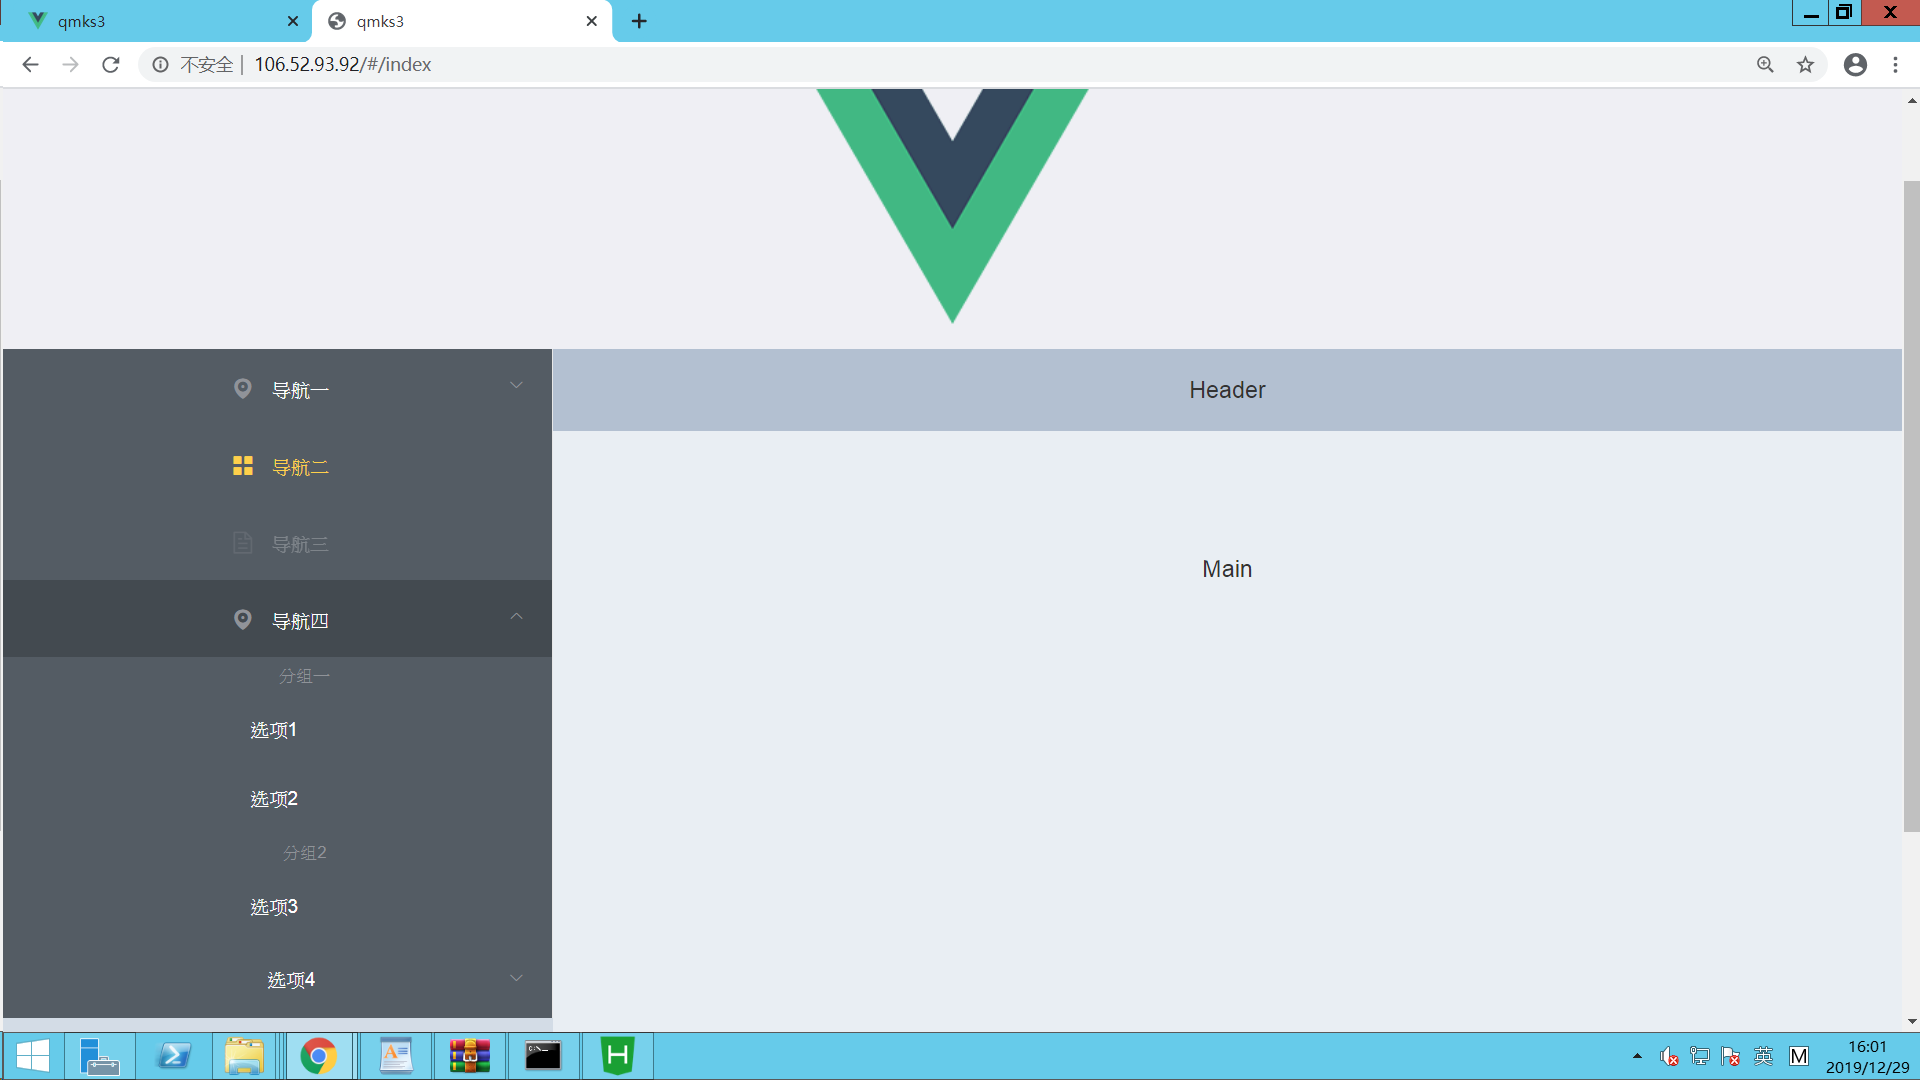 qmks3
qmks3
不安全 | 106.52.93.92/#/index
导航一
Header
导航二
导航三
Main
导航四
分组一
选项1
选项2
分组2
选项3
选项4
英 M
16:01
2019/12/29